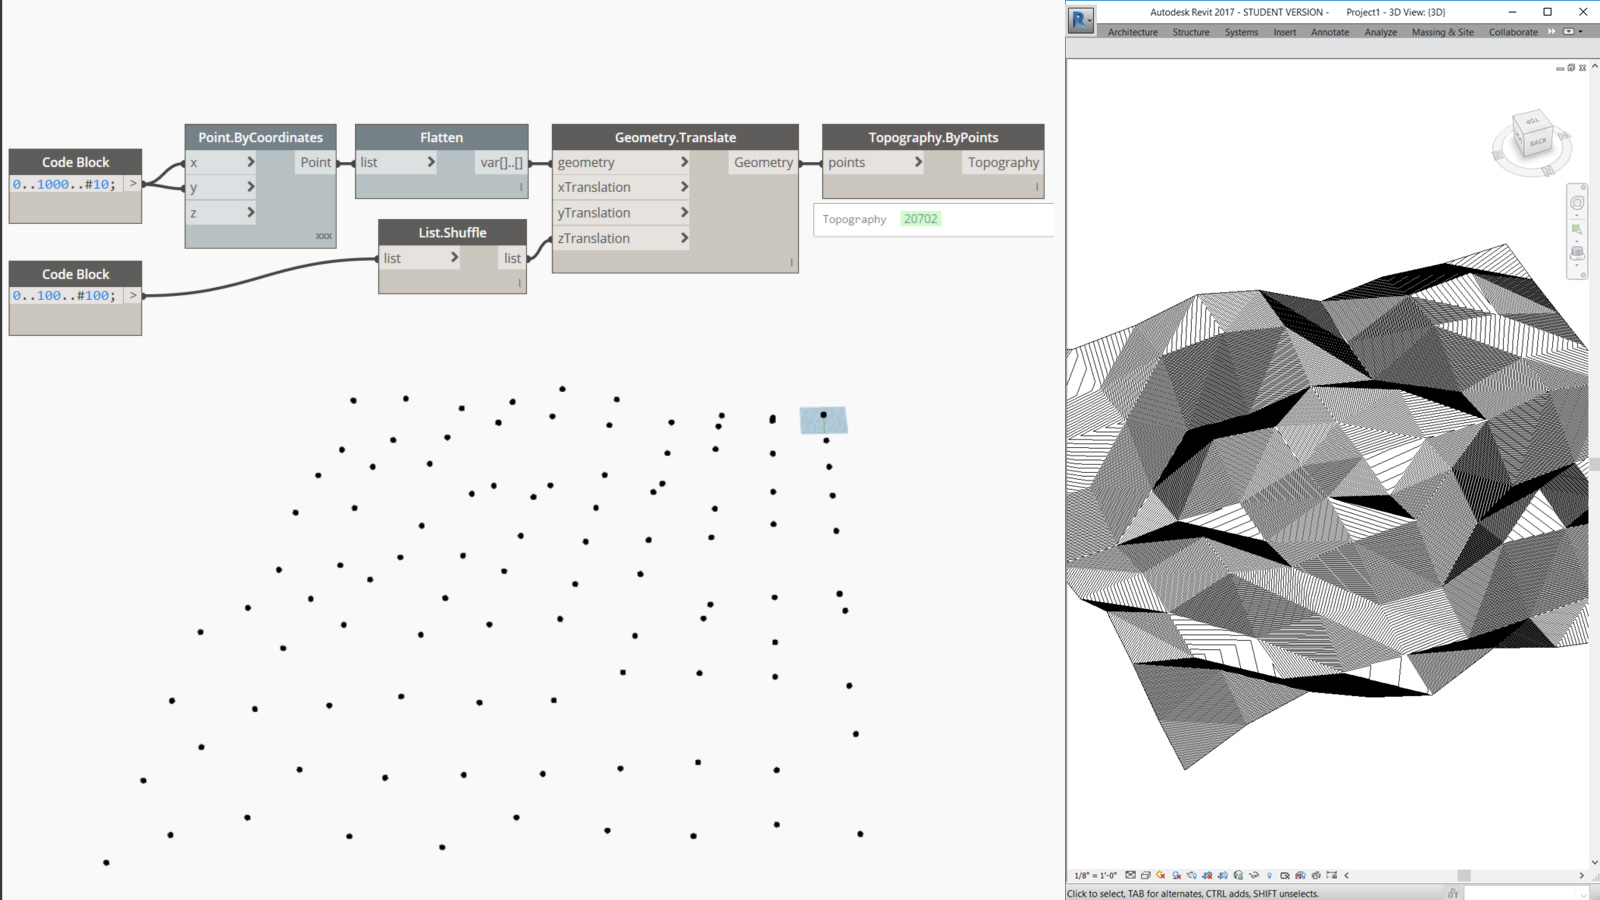 Autodesk Revit 2017 - STUDENT VERSION - Project1 - 3D View: {3D}
Architecture Structure Systems Insert Annotate Analyze Massing & Site Collaborate
Code Block
0..1000..#10; >
Point.ByCoordinates
x > Point
y >
z >
xxx
Flatten
list > var[]..[]
Geometry.Translate
geometry > Geometry
xTranslation >
yTranslation >
zTranslation >
Topography.ByPoints
points > Topography
Topography 20702
List.Shuffle
list > list
Code Block
0..100..#100; >
TOP
BACK
1/8" = 1'-0"
Click to select, TAB for alternates, CTRL adds, SHIFT unselects.